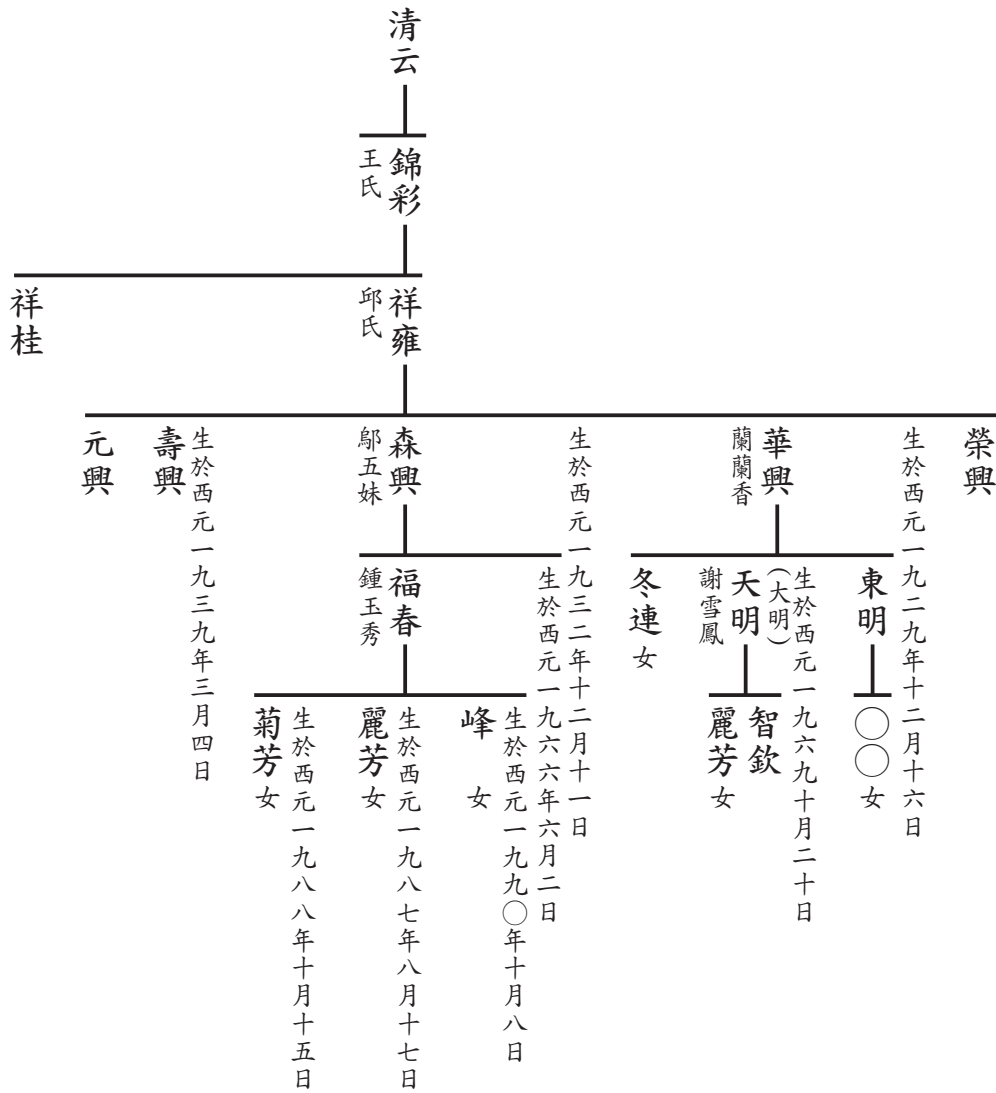 清云
錦彩
王氏
祥雍
邱氏
祥桂
榮興
生於西元一九二九年十二月十六日
華興
蘭蘭香
生於西元一九三二年十二月十一日
森興
鄔五妹
生於西元一九三九年三月四日
壽興
元興
東明
生於西元一九六九十月二十日
(大明)
天明
謝雪鳳
冬連女
生於西元一九六六年六月二日
福春
鍾玉秀
〇〇女
智欽
麗芳女
生於西元一九九〇年十月八日
峰 女
生於西元一九八七年八月十七日
麗芳女
生於西元一九八八年十月十五日
菊芳女